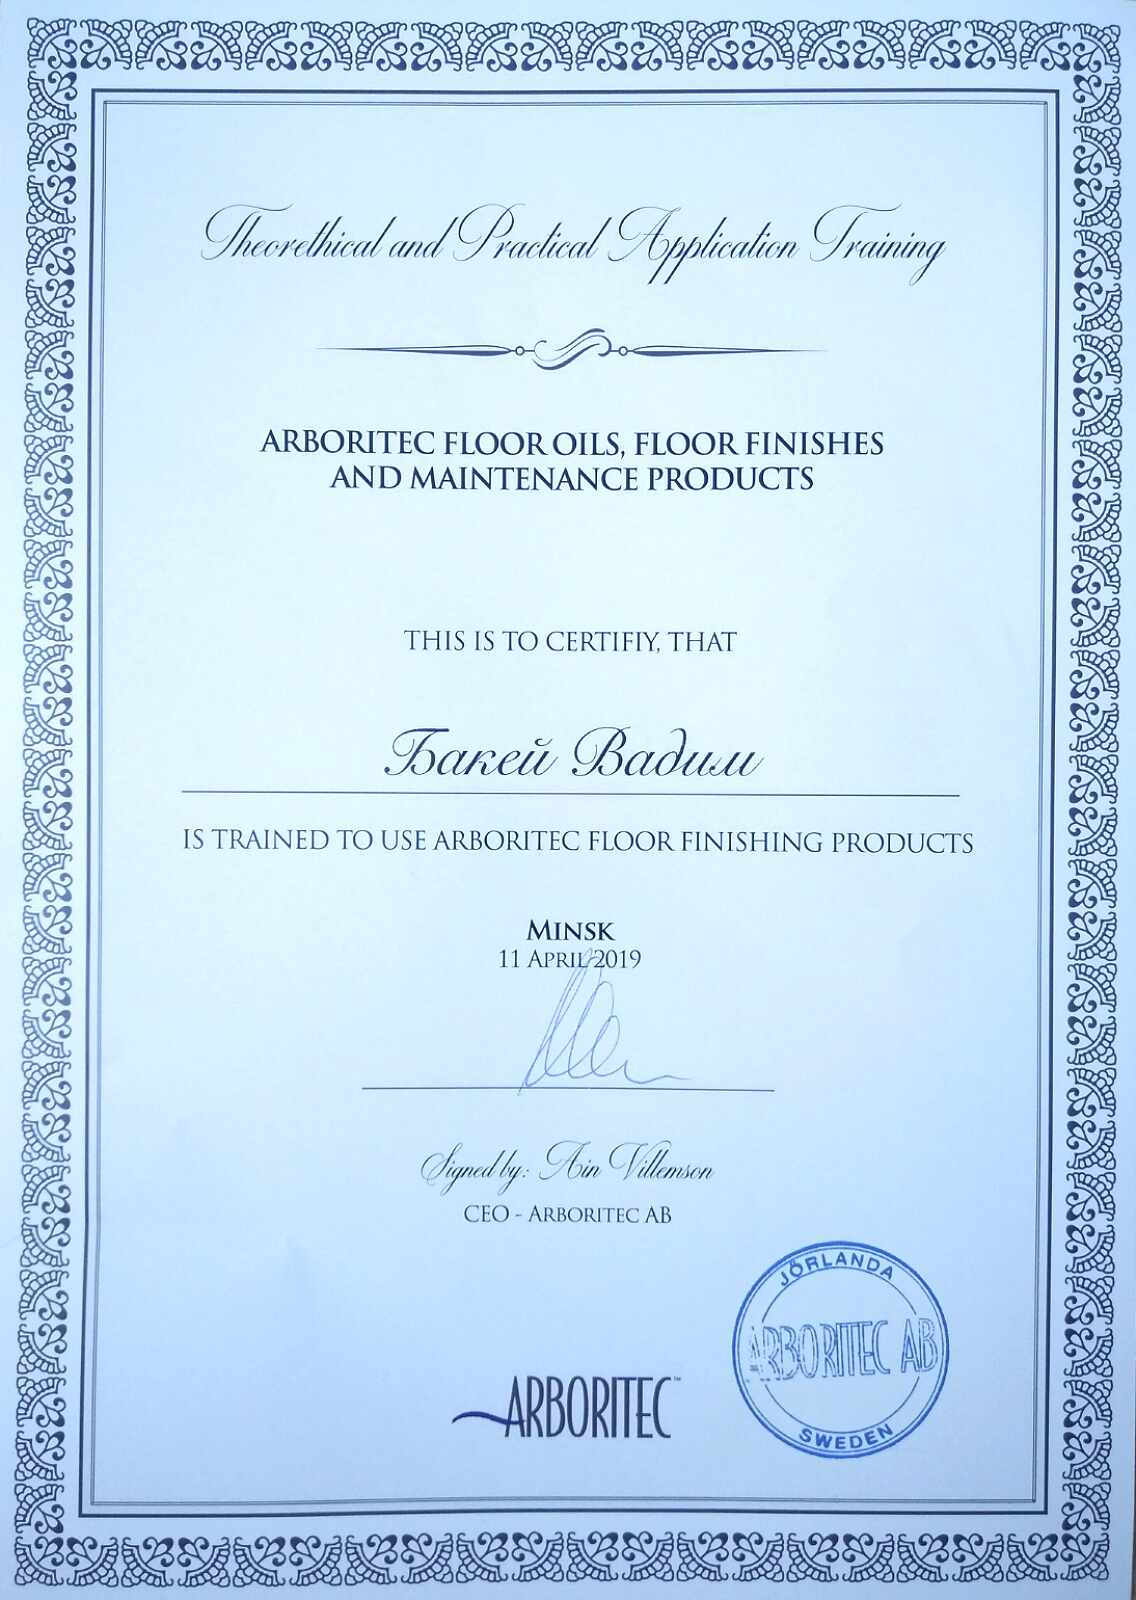 Theorethical and Practical Application Training
ARBORITEC FLOOR OILS, FLOOR FINISHES
AND MAINTENANCE PRODUCTS
THIS IS TO CERTIFIY, THAT
Бакей Вадим
IS TRAINED TO USE ARBORITEC FLOOR FINISHING PRODUCTS
MINSK
11 APRIL 2019
Signed by: Ain Villemson
CEO - ARBORITEC AB
JÖRLANDA
ARBORITEC AB
SWEDEN
ARBORITEC™